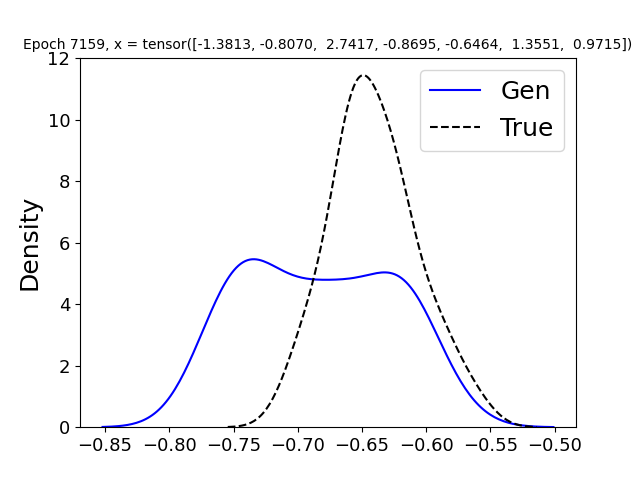 Epoch 7159, x = tensor([-1.3813, -0.8070,  2.7417, -0.8695, -0.6464,  1.3551,  0.9715])
12
10
8
6
4
2
0
Density
Gen
True
−0.85 −0.80 −0.75 −0.70 −0.65 −0.60 −0.55 −0.50